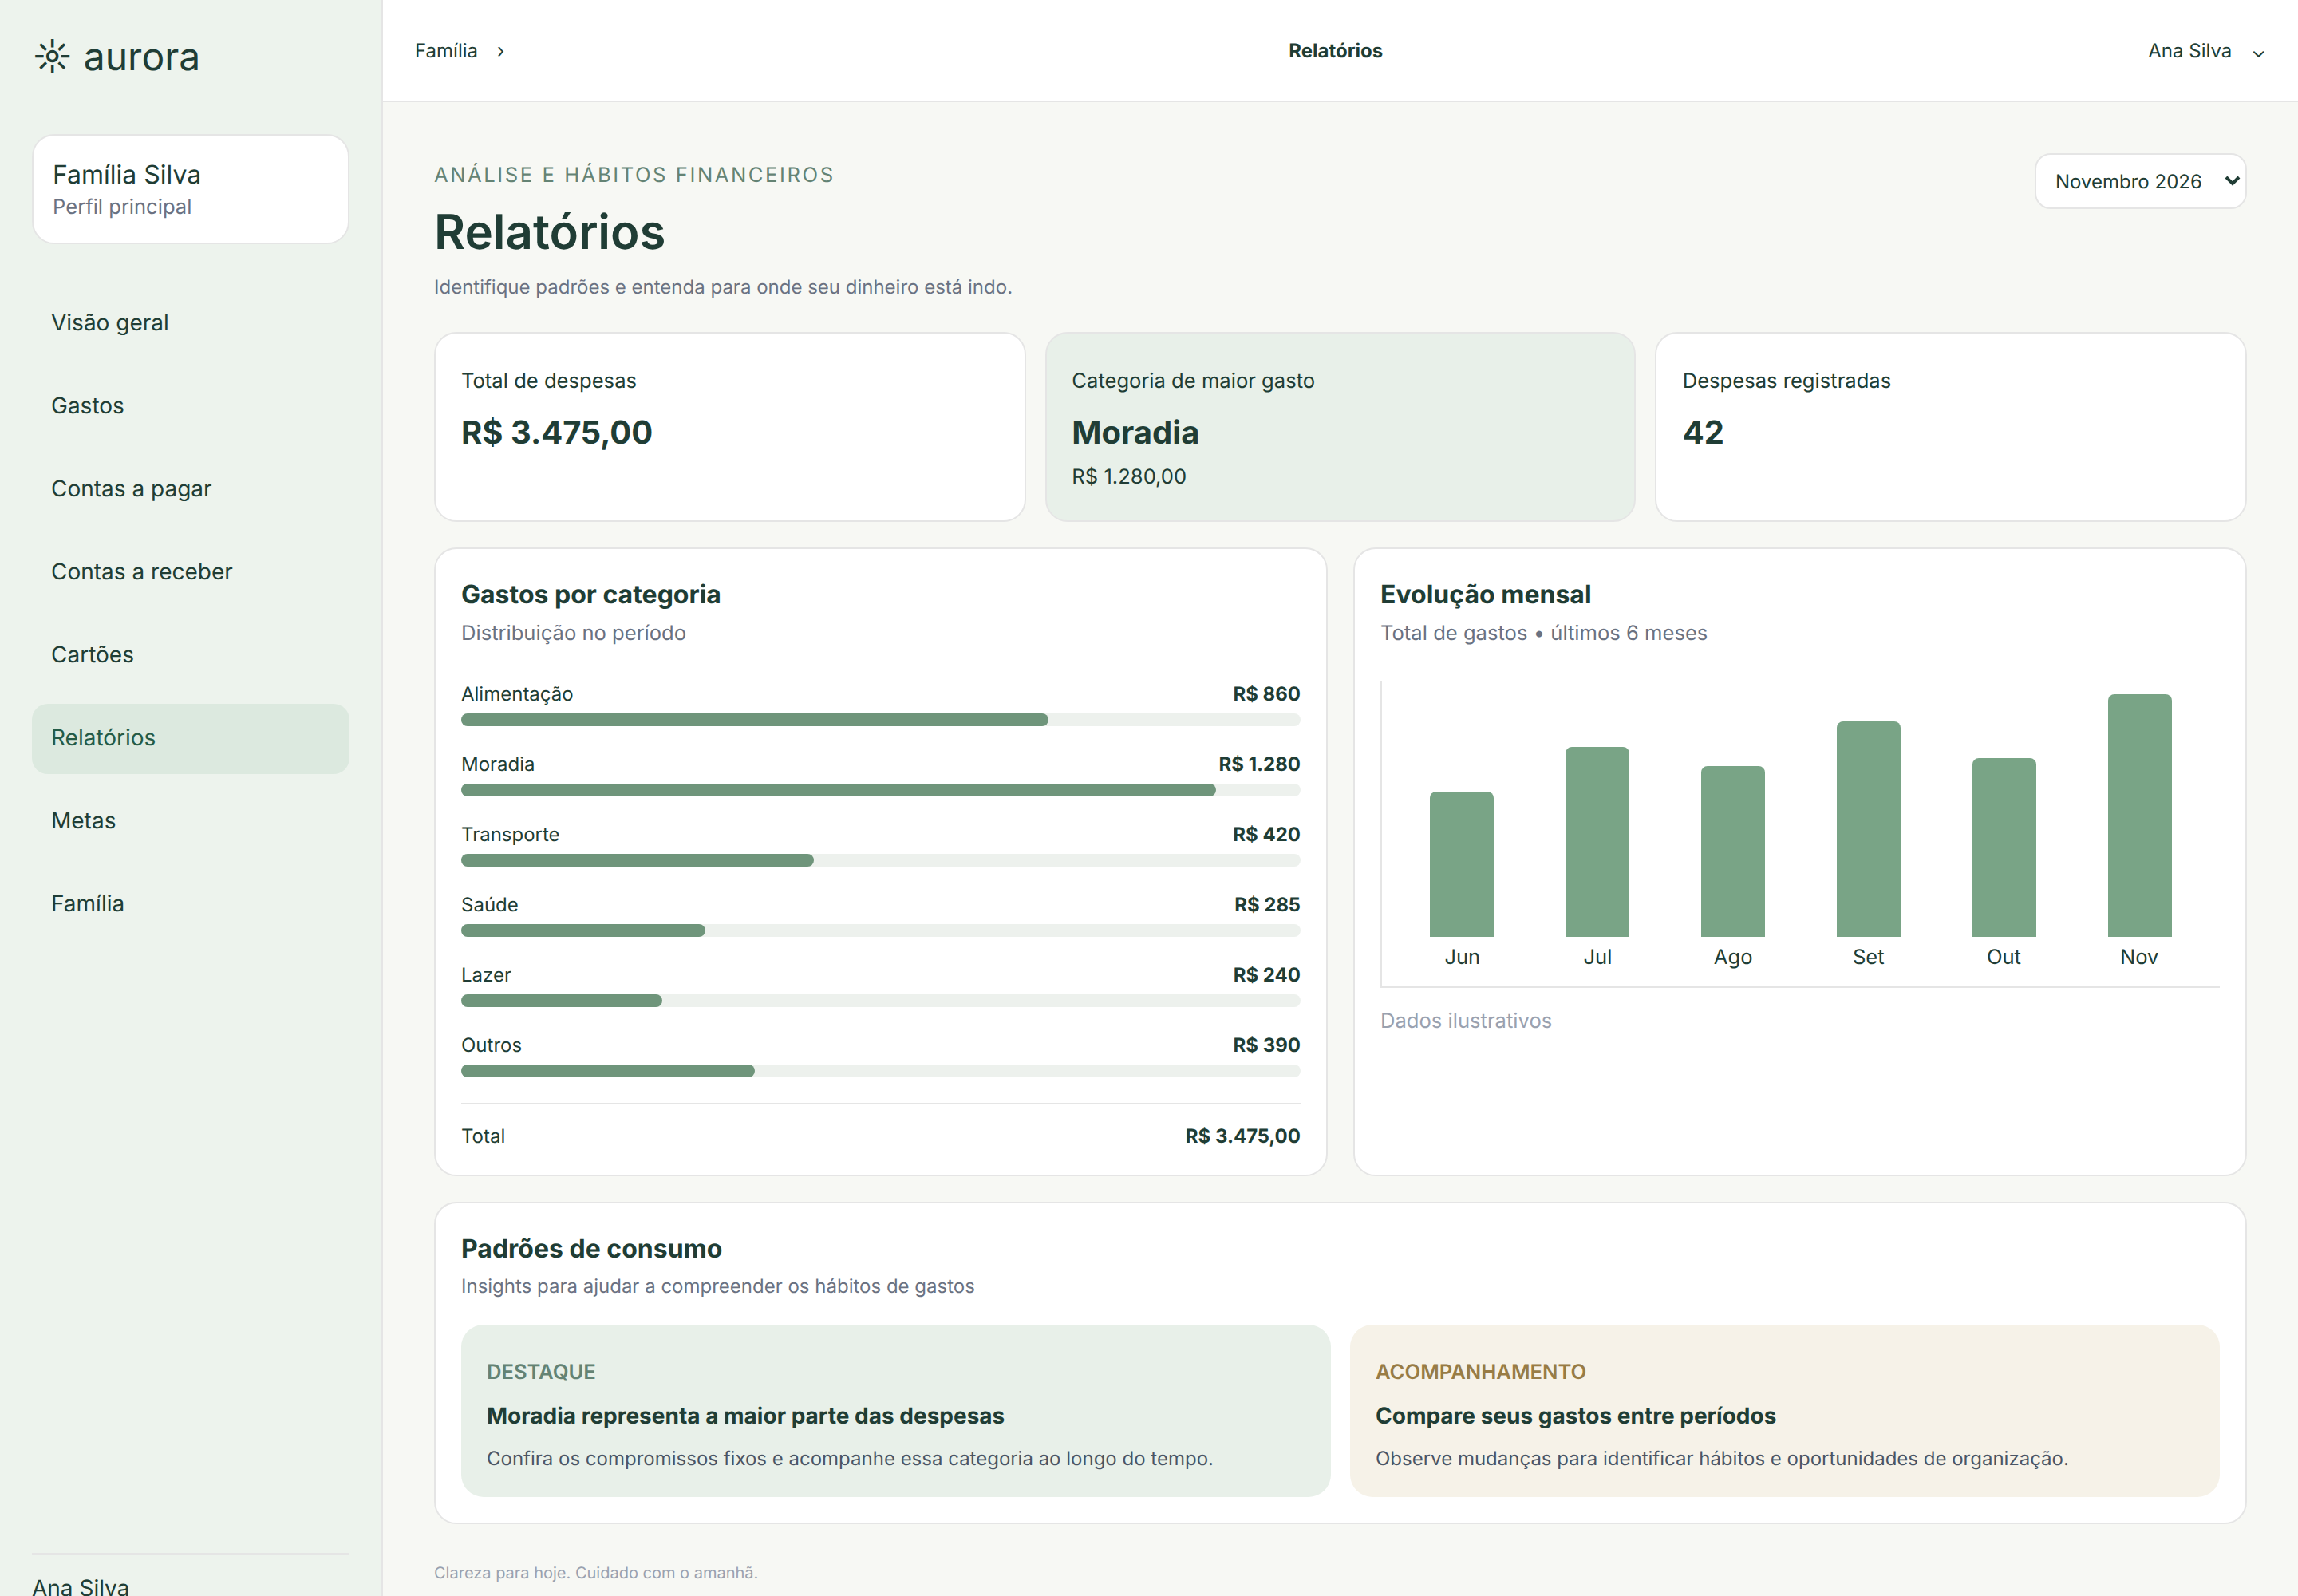 aurora
Família Silva
Perfil principal
Visão geral
Gastos
Contas a pagar
Contas a receber
Cartões
Relatórios
Metas
Família
Ana Silva
Família ›
Relatórios
Ana Silva
ANÁLISE E HÁBITOS FINANCEIROS
Relatórios
Identifique padrões e entenda para onde seu dinheiro está indo.
Novembro 2026
Total de despesas
R$ 3.475,00
Categoria de maior gasto
Moradia
R$ 1.280,00
Despesas registradas
42
Gastos por categoria
Distribuição no período
Alimentação R$ 860
Moradia R$ 1.280
Transporte R$ 420
Saúde R$ 285
Lazer R$ 240
Outros R$ 390
Total R$ 3.475,00
Evolução mensal
Total de gastos • últimos 6 meses
Jun Jul Ago Set Out Nov
Dados ilustrativos
Padrões de consumo
Insights para ajudar a compreender os hábitos de gastos
DESTAQUE
Moradia representa a maior parte das despesas
Confira os compromissos fixos e acompanhe essa categoria ao longo do tempo.
ACOMPANHAMENTO
Compare seus gastos entre períodos
Observe mudanças para identificar hábitos e oportunidades de organização.
Clareza para hoje. Cuidado com o amanhã.